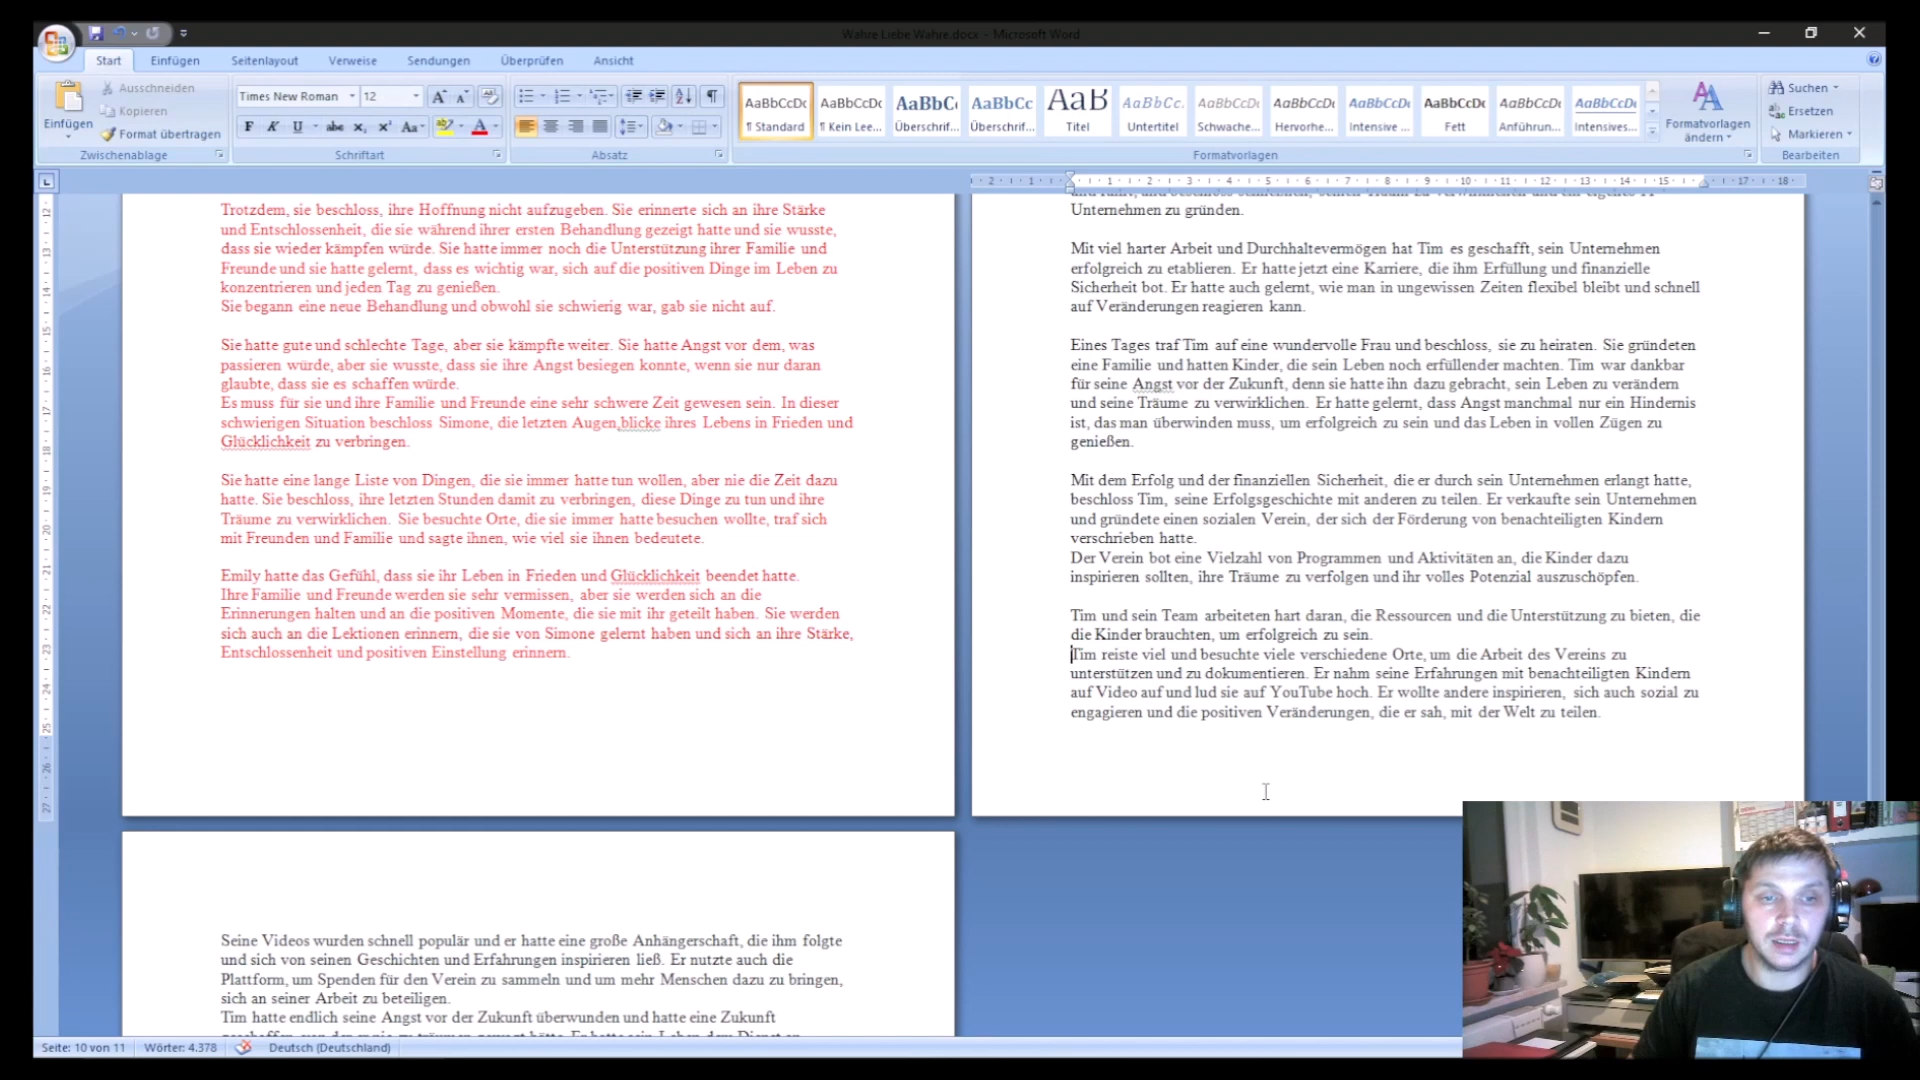 Wahre Liebe Wahre.docx - Microsoft Word
Start Einfügen Seitenlayout Verweise Sendungen Überprüfen Ansicht
Einfügen
Ausschneiden
Kopieren
Format übertragen
Zwischenablage
Times New Roman 12
F K U abc x₂ x² Aa
Schriftart
Absatz
AaBbCcDc AaBbCcDc AaBbC AaBbCc AaB AaBbCc. AaBbCcDc AaBbCcDc AaBbCcDc AaBbCcDc AaBbCcDc AaBbCcDc
¶ Standard ¶ Kein Lee... Überschrif... Überschrif... Titel Untertitel Schwache... Hervorhe... Intensive ... Fett Anführun... Intensives...
Formatvorlagen
Formatvorlagen ändern
Suchen
Ersetzen
Markieren
Bearbeiten
Trotzdem, sie beschloss, ihre Hoffnung nicht aufzugeben. Sie erinnerte sich an ihre Stärke
und Entschlossenheit, die sie während ihrer ersten Behandlung gezeigt hatte und sie wusste,
dass sie wieder kämpfen würde. Sie hatte immer noch die Unterstützung ihrer Familie und
Freunde und sie hatte gelernt, dass es wichtig war, sich auf die positiven Dinge im Leben zu
konzentrieren und jeden Tag zu genießen.
Sie begann eine neue Behandlung und obwohl sie schwierig war, gab sie nicht auf.
Sie hatte gute und schlechte Tage, aber sie kämpfte weiter. Sie hatte Angst vor dem, was
passieren würde, aber sie wusste, dass sie ihre Angst besiegen konnte, wenn sie nur daran
glaubte, dass sie es schaffen würde.
Es muss für sie und ihre Familie und Freunde eine sehr schwere Zeit gewesen sein. In dieser
schwierigen Situation beschloss Simone, die letzten Augen,blicke ihres Lebens in Frieden und
Glücklichkeit zu verbringen.
Sie hatte eine lange Liste von Dingen, die sie immer hatte tun wollen, aber nie die Zeit dazu
hatte. Sie beschloss, ihre letzten Stunden damit zu verbringen, diese Dinge zu tun und ihre
Träume zu verwirklichen. Sie besuchte Orte, die sie immer hatte besuchen wollte, traf sich
mit Freunden und Familie und sagte ihnen, wie viel sie ihnen bedeutete.
Emily hatte das Gefühl, dass sie ihr Leben in Frieden und Glücklichkeit beendet hatte.
Ihre Familie und Freunde werden sie sehr vermissen, aber sie werden sich an die
Erinnerungen halten und an die positiven Momente, die sie mit ihr geteilt haben. Sie werden
sich auch an die Lektionen erinnern, die sie von Simone gelernt haben und sich an ihre Stärke,
Entschlossenheit und positiven Einstellung erinnern.
Unternehmen zu gründen.
Mit viel harter Arbeit und Durchhaltevermögen hat Tim es geschafft, sein Unternehmen
erfolgreich zu etablieren. Er hatte jetzt eine Karriere, die ihm Erfüllung und finanzielle
Sicherheit bot. Er hatte auch gelernt, wie man in ungewissen Zeiten flexibel bleibt und schnell
auf Veränderungen reagieren kann.
Eines Tages traf Tim auf eine wundervolle Frau und beschloss, sie zu heiraten. Sie gründeten
eine Familie und hatten Kinder, die sein Leben noch erfüllender machten. Tim war dankbar
für seine Angst vor der Zukunft, denn sie hatte ihn dazu gebracht, sein Leben zu verändern
und seine Träume zu verwirklichen. Er hatte gelernt, dass Angst manchmal nur ein Hindernis
ist, das man überwinden muss, um erfolgreich zu sein und das Leben in vollen Zügen zu
genießen.
Mit dem Erfolg und der finanziellen Sicherheit, die er durch sein Unternehmen erlangt hatte,
beschloss Tim, seine Erfolgsgeschichte mit anderen zu teilen. Er verkaufte sein Unternehmen
und gründete einen sozialen Verein, der sich der Förderung von benachteiligten Kindern
verschrieben hatte.
Der Verein bot eine Vielzahl von Programmen und Aktivitäten an, die Kinder dazu
inspirieren sollten, ihre Träume zu verfolgen und ihr volles Potenzial auszuschöpfen.
Tim und sein Team arbeiteten hart daran, die Ressourcen und die Unterstützung zu bieten, die
die Kinder brauchten, um erfolgreich zu sein.
Tim reiste viel und besuchte viele verschiedene Orte, um die Arbeit des Vereins zu
unterstützen und zu dokumentieren. Er nahm seine Erfahrungen mit benachteiligten Kindern
auf Video auf und lud sie auf YouTube hoch. Er wollte andere inspirieren, sich auch sozial zu
engagieren und die positiven Veränderungen, die er sah, mit der Welt zu teilen.
Seine Videos wurden schnell populär und er hatte eine große Anhängerschaft, die ihm folgte
und sich von seinen Geschichten und Erfahrungen inspirieren ließ. Er nutzte auch die
Plattform, um Spenden für den Verein zu sammeln und um mehr Menschen dazu zu bringen,
sich an seiner Arbeit zu beteiligen.
Tim hatte endlich seine Angst vor der Zukunft überwunden und hatte eine Zukunft
Seite: 10 von 11 Wörter: 4.378 Deutsch (Deutschland)